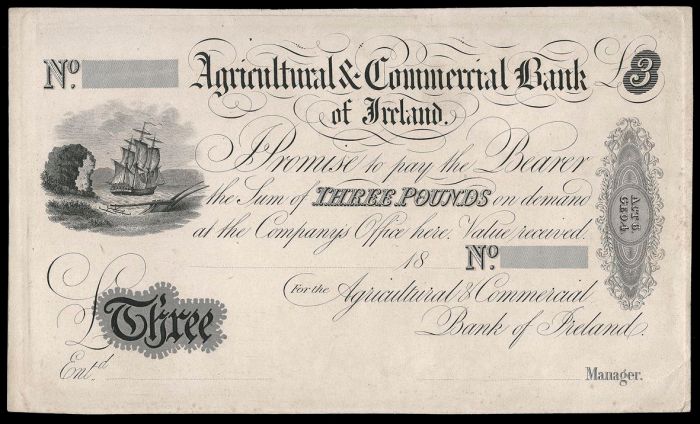 No. Agricultural & Commercial Bank £3
of Ireland.
I Promise to pay the Bearer
the Sum of THREE POUNDS on demand
at the Company's Office here. Value received.
18 No.
For the Agricultural & Commercial
Bank of Ireland.
£ Three
Entd. Manager.